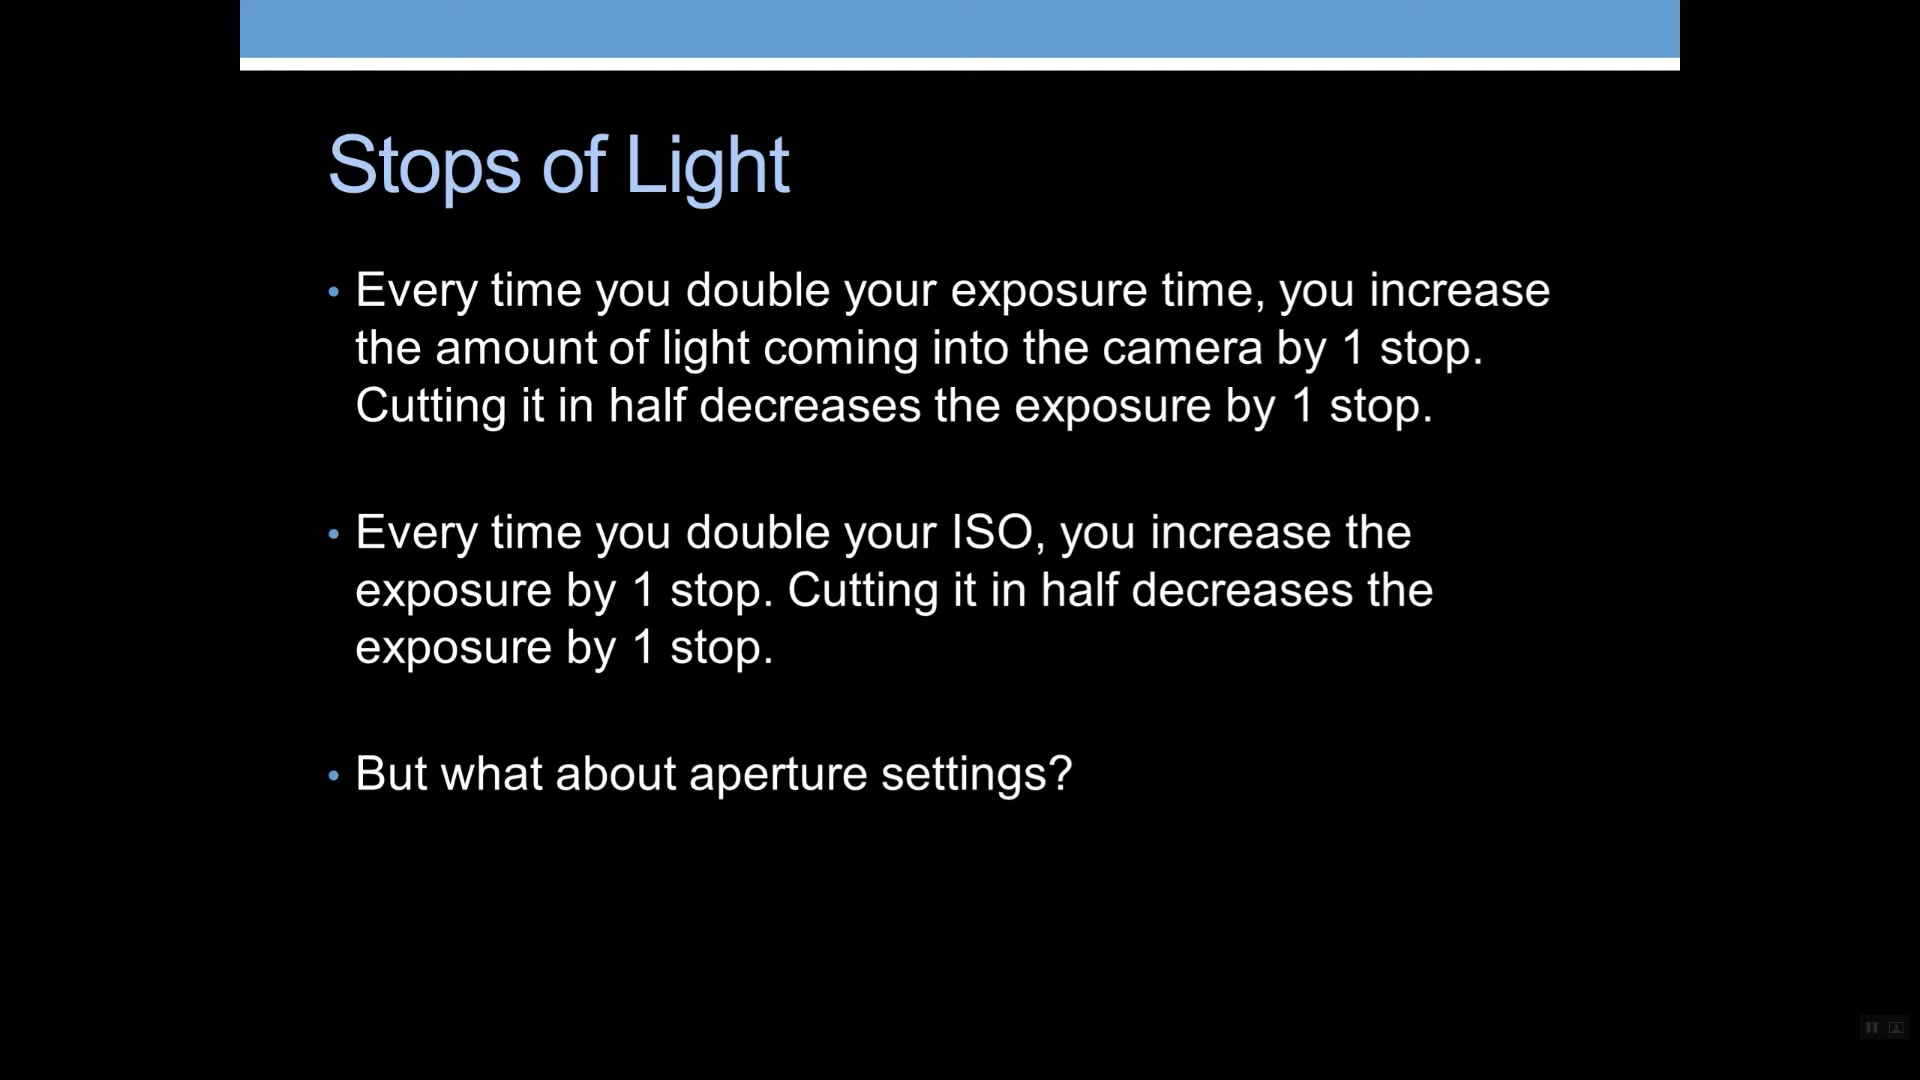 Stops of Light
• Every time you double your exposure time, you increase
the amount of light coming into the camera by 1 stop.
Cutting it in half decreases the exposure by 1 stop.
• Every time you double your ISO, you increase the
exposure by 1 stop. Cutting it in half decreases the
exposure by 1 stop.
• But what about aperture settings?